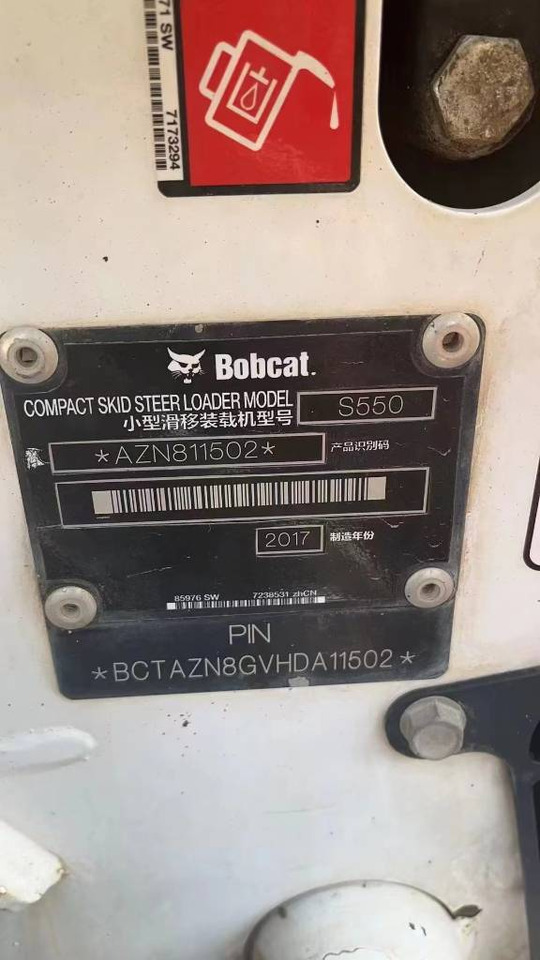 71 SW
7173294
Bobcat.
COMPACT SKID STEER LOADER MODEL
S550
小型滑移装载机型号
*AZN811502*
产品识别码
2017
制造年份
85976 SW
7238531 zhCN
PIN
*BCTAZN8GVHDA11502*